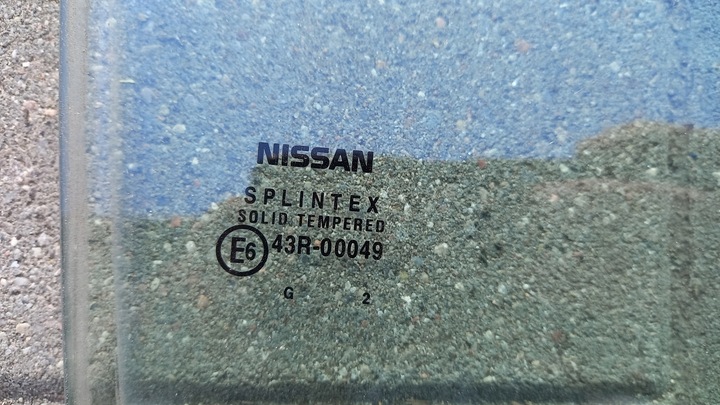 NISSAN
SPLINTEX
SOLID TEMPERED
E6 43R-00049
G 2